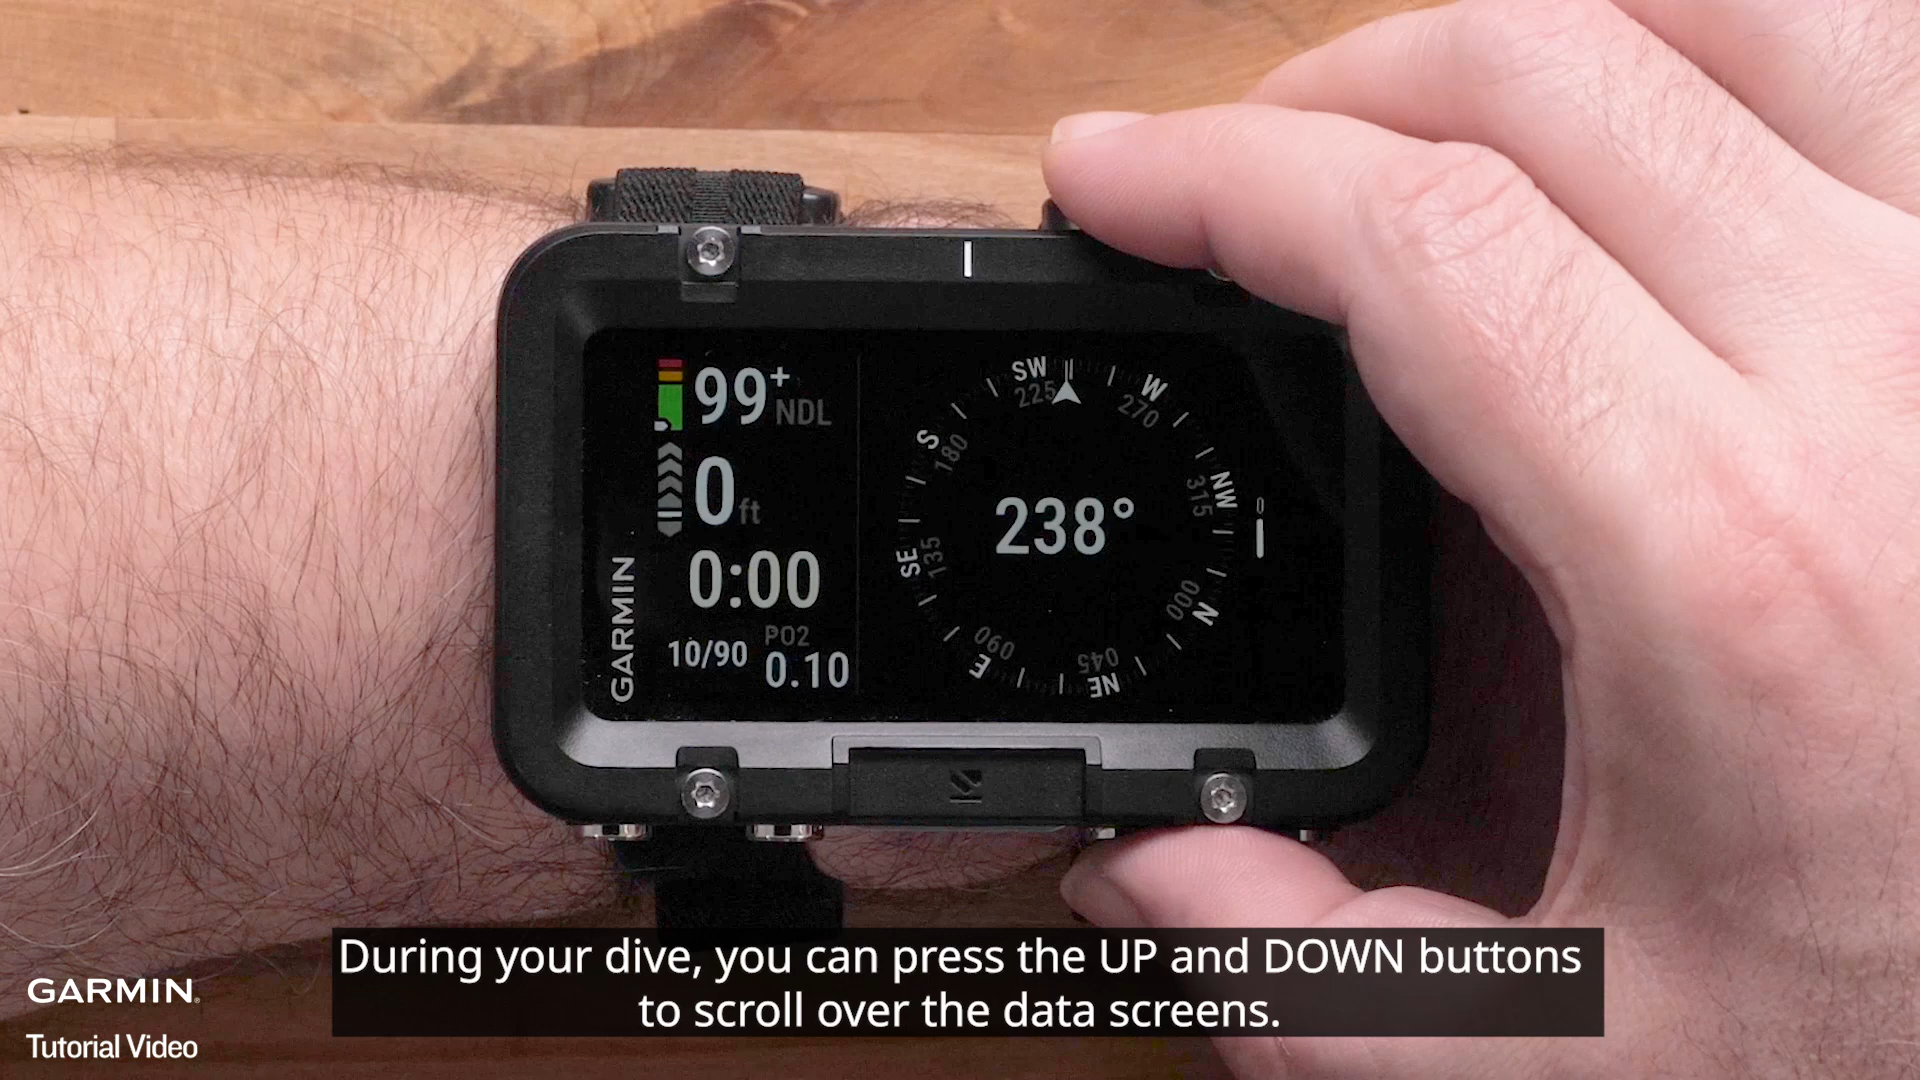 99+ NDL
0 ft
0:00
10/90 PO2 0.10
GARMIN
SW 225
W 270
NW 315
N 000
NE 045
E 090
SE 135
S 180
238°
During your dive, you can press the UP and DOWN buttons
to scroll over the data screens.
GARMIN
Tutorial Video